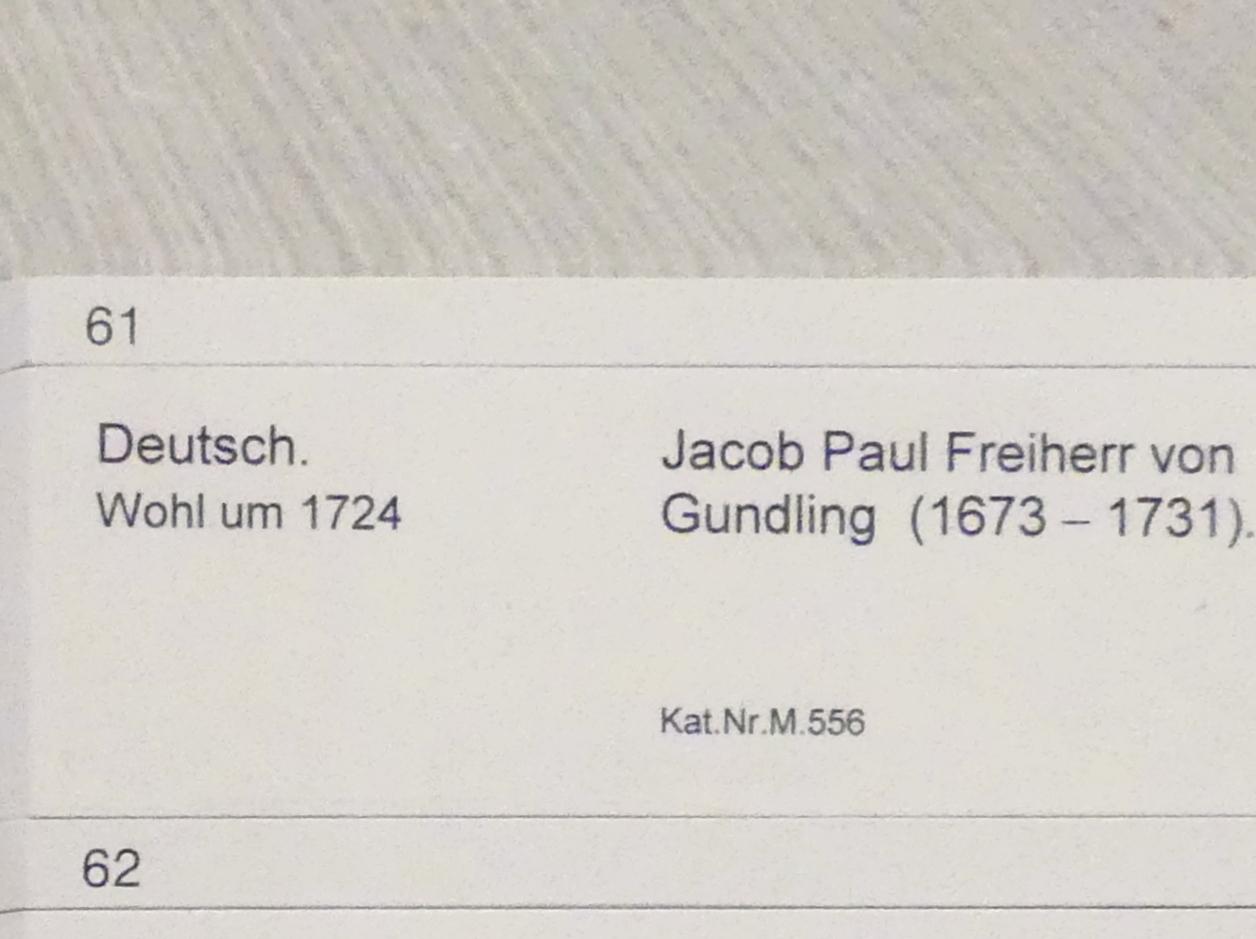 61
Deutsch.
Wohl um 1724
Jacob Paul Freiherr von
Gundling (1673 – 1731).
Kat.Nr.M.556
62